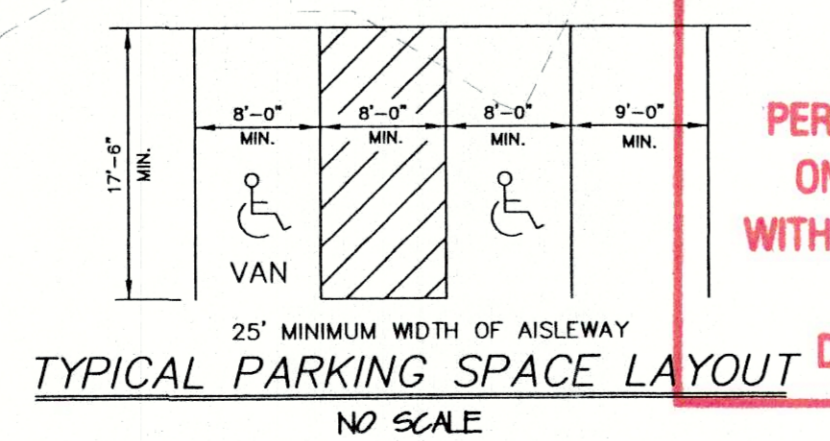 8'-0" 8'-0" 8'-0" 9'-0"
MIN. MIN. MIN. MIN.
17'-6"
MIN.
VAN
25' MINIMUM WIDTH OF AISLEWAY
TYPICAL PARKING SPACE LAYOUT
NO SCALE
PER
ON
WITH
D